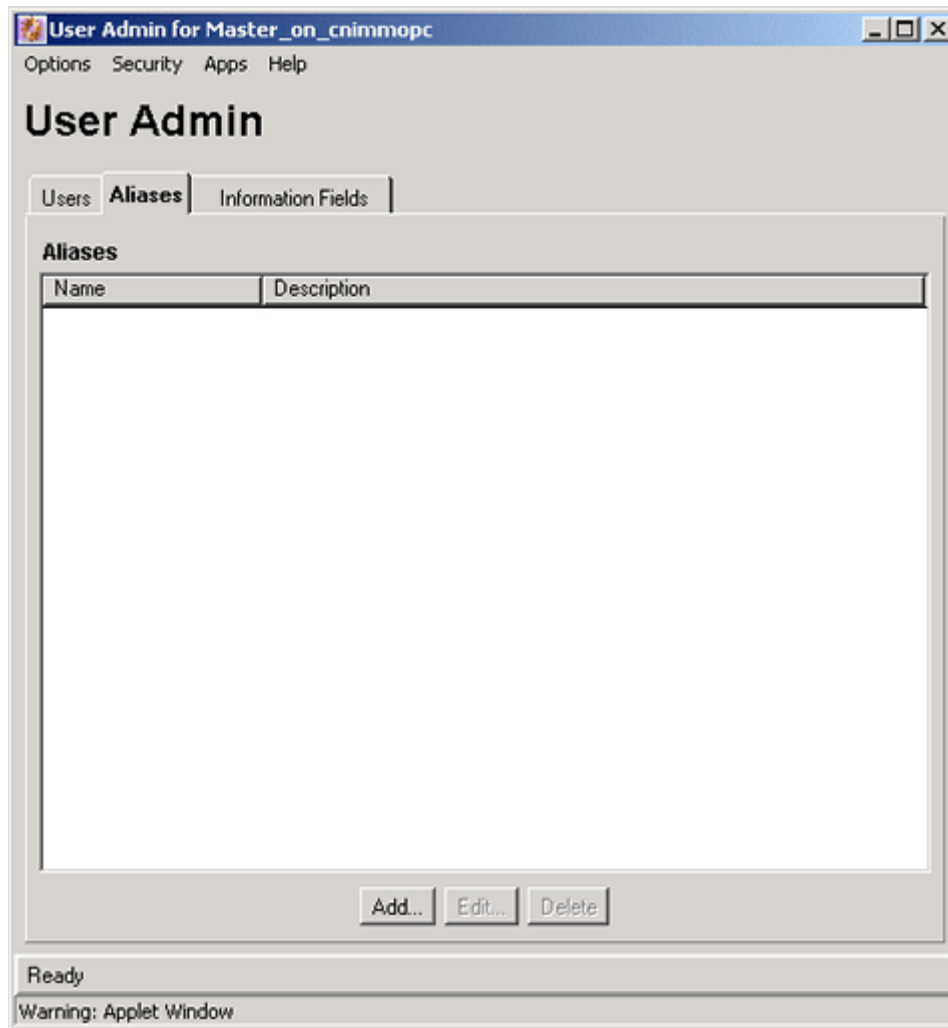 User Admin for Master_on_cnimmopc
Options Security Apps Help
User Admin
Users Aliases Information Fields
Aliases
Name Description
Add... Edit... Delete
Ready
Warning: Applet Window